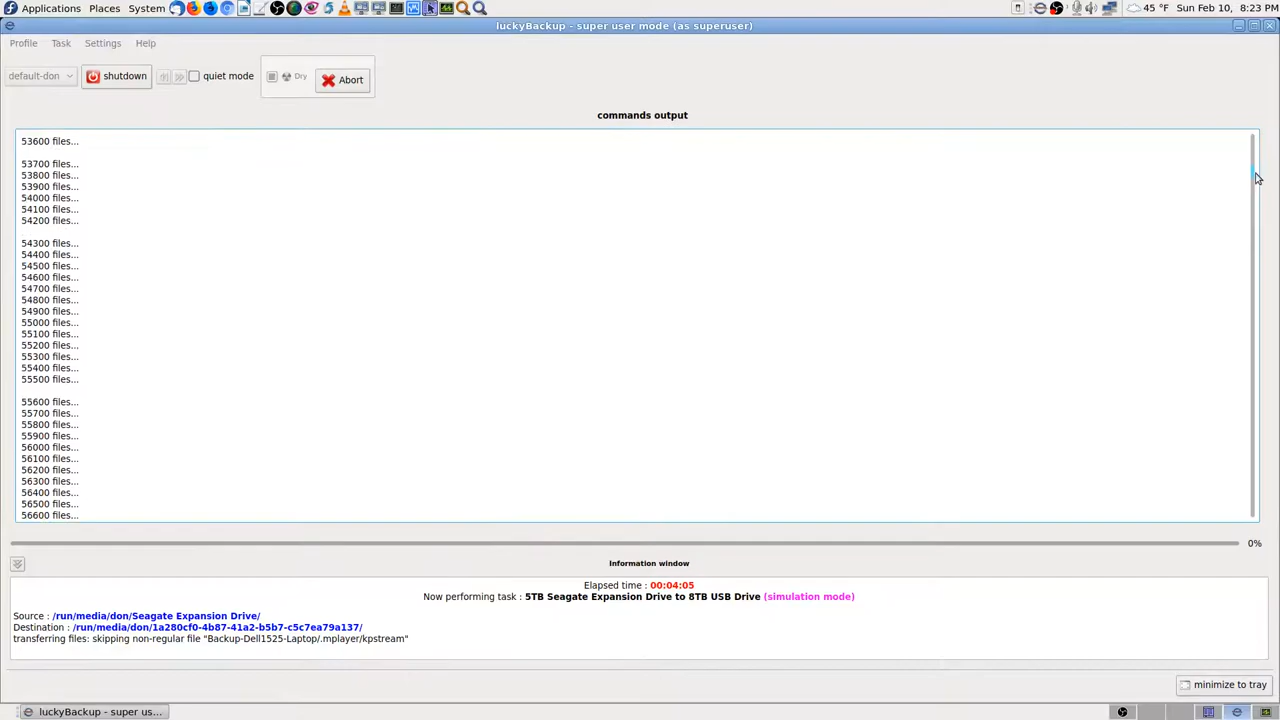 Applications Places System 45 °F Sun Feb 10, 8:23 PM
luckyBackup - super user mode (as superuser)
Profile Task Settings Help
default-don shutdown quiet mode Dry Abort
commands output
53600 files...
53700 files...
53800 files...
53900 files...
54000 files...
54100 files...
54200 files...
54300 files...
54400 files...
54500 files...
54600 files...
54700 files...
54800 files...
54900 files...
55000 files...
55100 files...
55200 files...
55300 files...
55400 files...
55500 files...
55600 files...
55700 files...
55800 files...
55900 files...
56000 files...
56100 files...
56200 files...
56300 files...
56400 files...
56500 files...
56600 files...
0%
Information window
Elapsed time : 00:04:05
Now performing task : 5TB Seagate Expansion Drive to 8TB USB Drive (simulation mode)
Source : /run/media/don/Seagate Expansion Drive/
Destination : /run/media/don/1a280cf0-4b87-41a2-b5b7-c5c7ea79a137/
transferring files: skipping non-regular file "Backup-Dell1525-Laptop/.mplayer/kpstream"
minimize to tray
luckyBackup - super us...